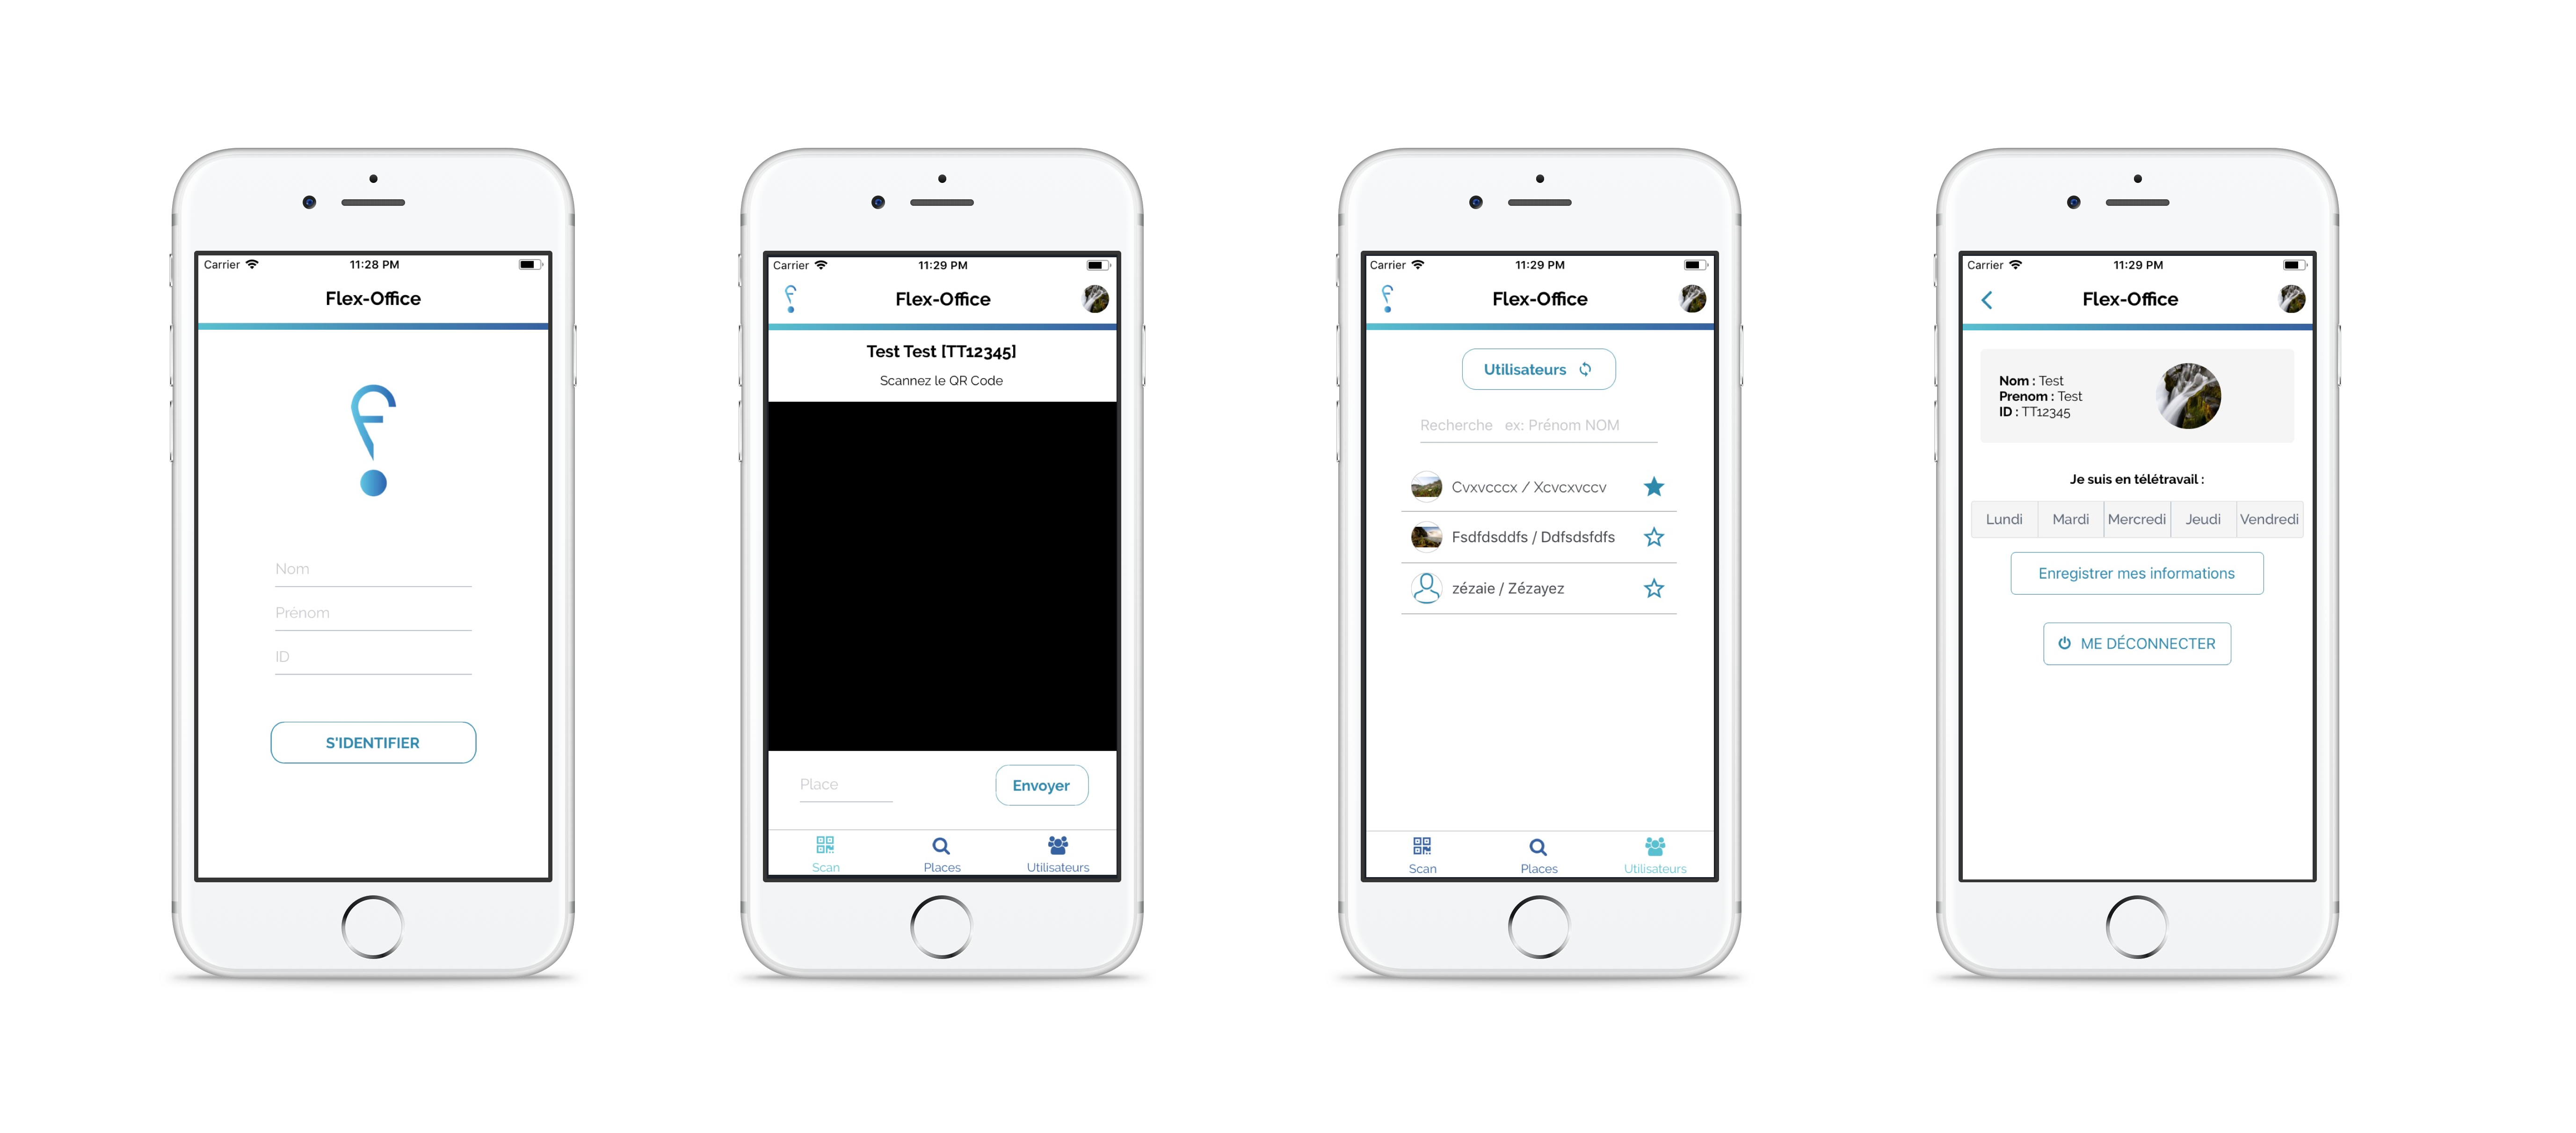 Carrier 11:28 PM
Flex-Office
Nom
Prénom
ID
S'IDENTIFIER
Carrier 11:29 PM
Flex-Office
Test Test [TT12345]
Scannez le QR Code
Place Envoyer
Scan Places Utilisateurs
Carrier 11:29 PM
Flex-Office
Utilisateurs
Recherche ex: Prénom NOM
Cvxvcccx / Xcvcxvccv
Fsdfdsddfs / Ddfsdsfdfs
zézaie / Zézayez
Scan Places Utilisateurs
Carrier 11:29 PM
Flex-Office
Nom : Test
Prenom : Test
ID : TT12345
Je suis en télétravail :
Lundi Mardi Mercredi Jeudi Vendredi
Enregistrer mes informations
ME DÉCONNECTER